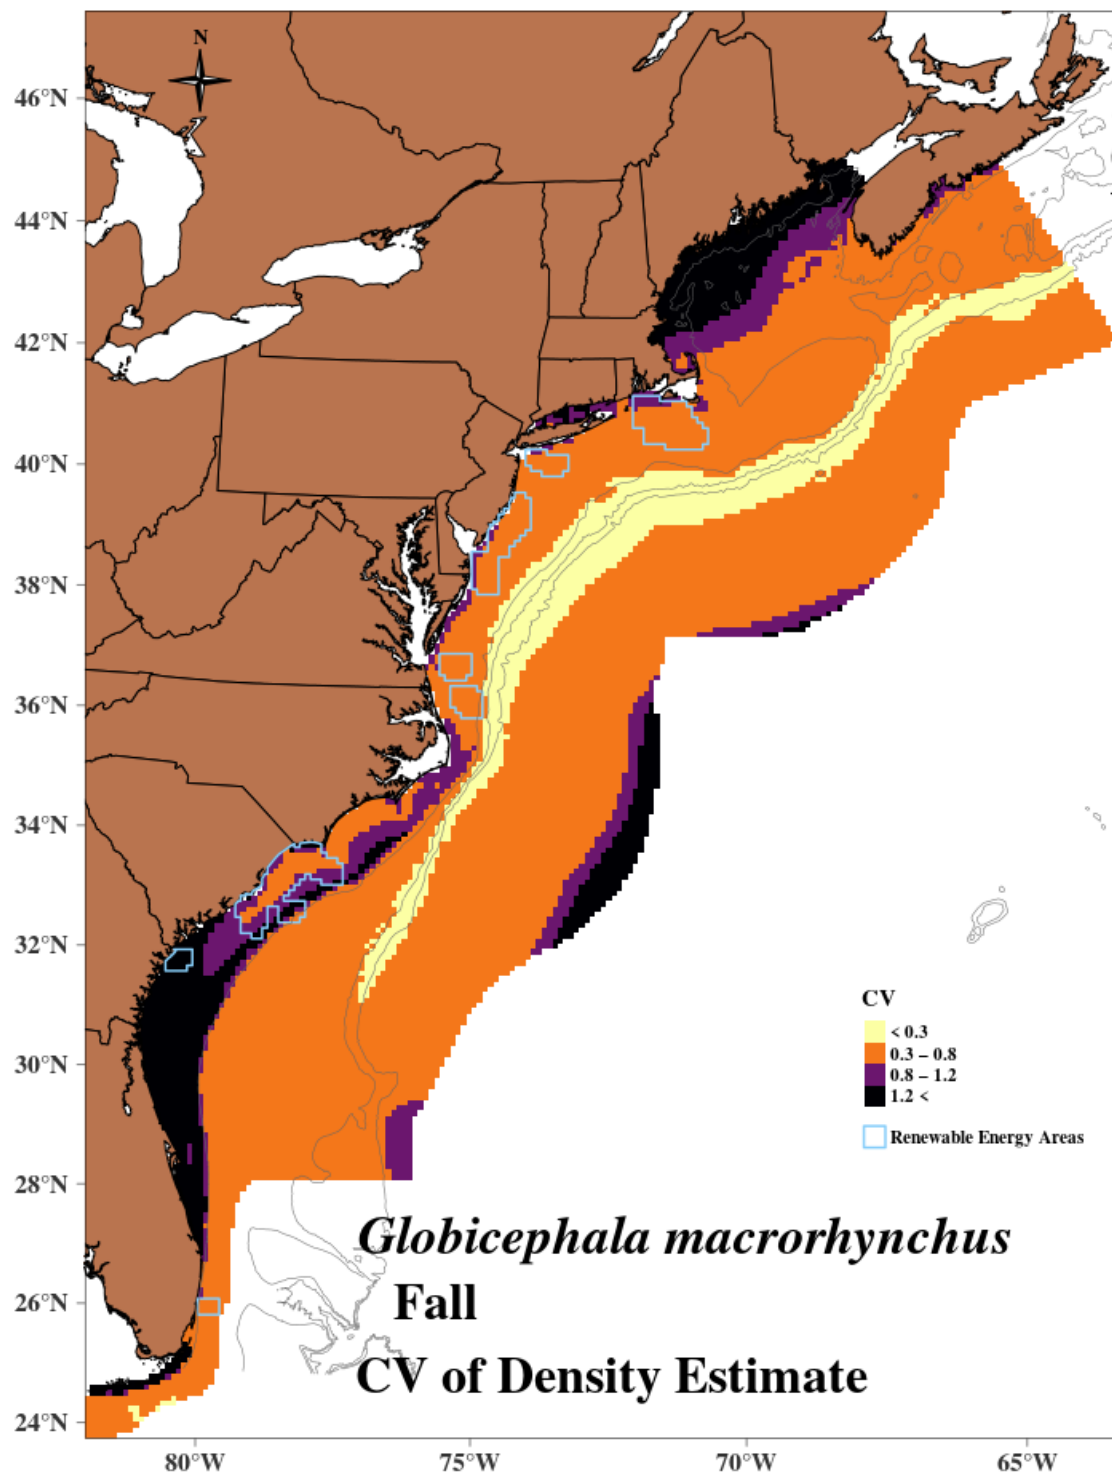 N
46°N
44°N
42°N
40°N
38°N
36°N
34°N
32°N
30°N
28°N
26°N
24°N
CV
< 0.3
0.3 – 0.8
0.8 – 1.2
1.2 <
Renewable Energy Areas
Globicephala macrorhynchus
Fall
CV of Density Estimate
80°W
75°W
70°W
65°W